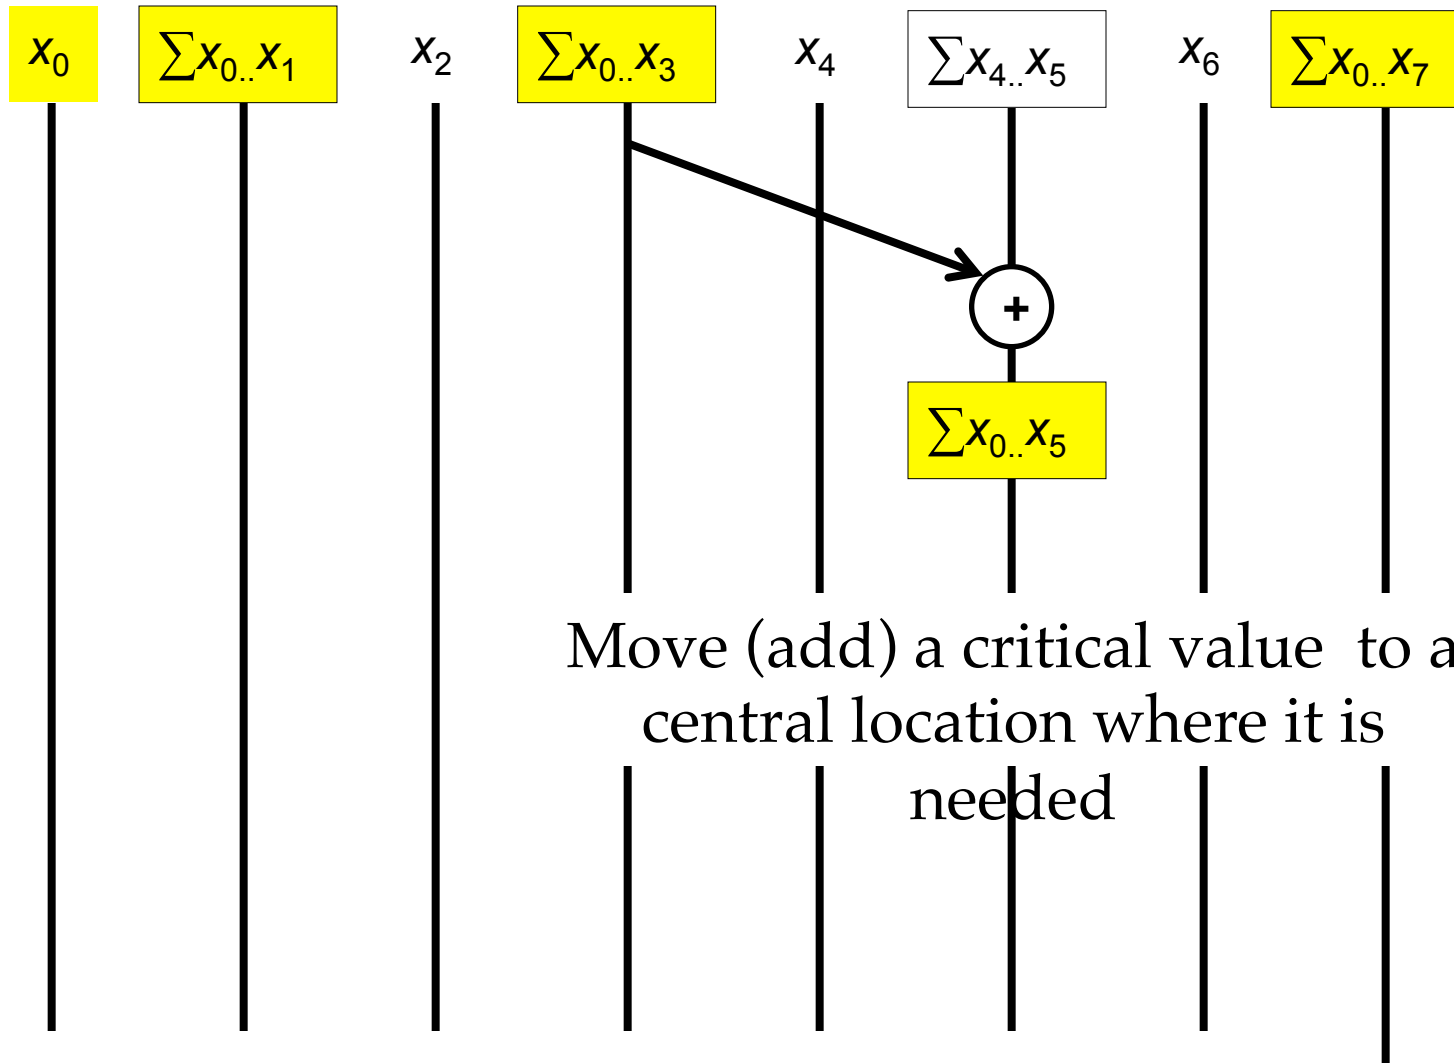 x₀ ∑x₀..x₁ x₂ ∑x₀..x₃ x₄ ∑x₄..x₅ x₆ ∑x₀..x₇
+
∑x₀..x₅
Move (add) a critical value to a
central location where it is
needed